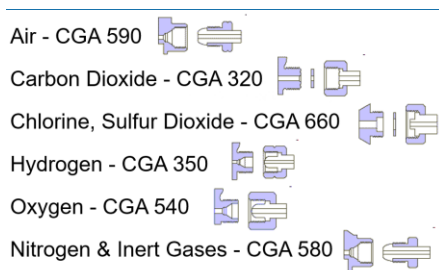 Air - CGA 590
Carbon Dioxide - CGA 320
Chlorine, Sulfur Dioxide - CGA 660
Hydrogen - CGA 350
Oxygen - CGA 540
Nitrogen & Inert Gases - CGA 580